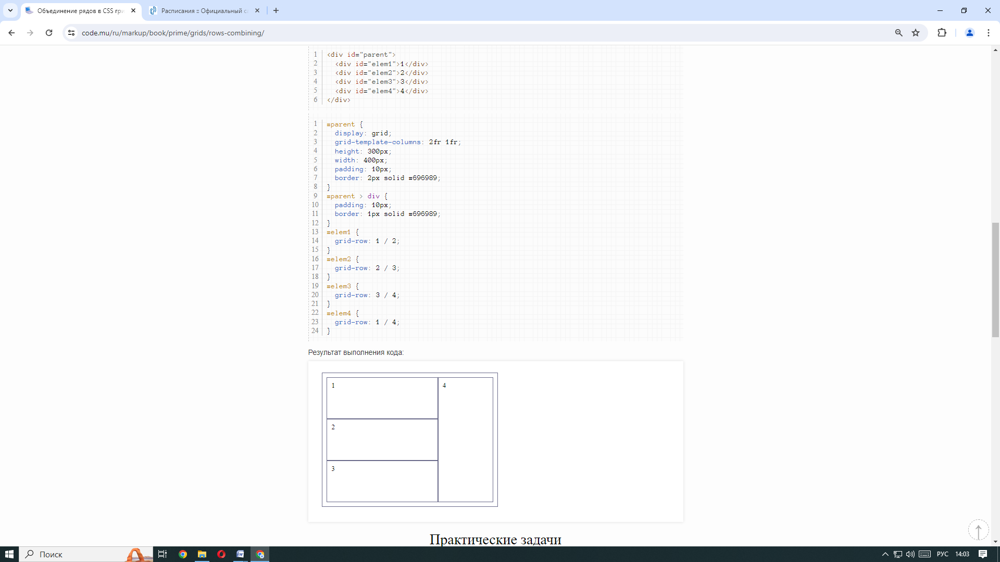 Объединение рядов в CSS гри
Расписания :: Официальный са
code.mu/ru/markup/book/prime/grids/rows-combining/
1 <div id="parent">
2 <div id="elem1">1</div>
3 <div id="elem2">2</div>
4 <div id="elem3">3</div>
5 <div id="elem4">4</div>
6 </div>
1 #parent {
2 display: grid;
3 grid-template-columns: 2fr 1fr;
4 height: 300px;
5 width: 400px;
6 padding: 10px;
7 border: 2px solid #696989;
8 }
9 #parent > div {
10 padding: 10px;
11 border: 1px solid #696989;
12 }
13 #elem1 {
14 grid-row: 1 / 2;
15 }
16 #elem2 {
17 grid-row: 2 / 3;
18 }
19 #elem3 {
20 grid-row: 3 / 4;
21 }
22 #elem4 {
23 grid-row: 1 / 4;
24 }
Результат выполнения кода:
1
4
2
3
Практические задачи
Поиск
РУС
14:03